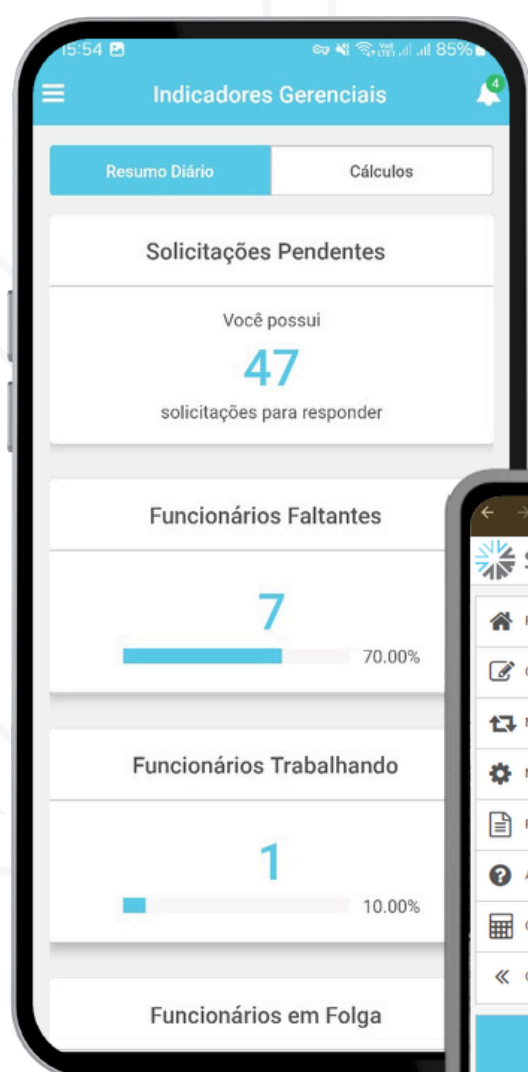 15:54
85%
Indicadores Gerenciais
4
Resumo Diário
Cálculos
Solicitações Pendentes
Você possui
47
solicitações para responder
Funcionários Faltantes
7
70.00%
Funcionários Trabalhando
1
10.00%
Funcionários em Folga